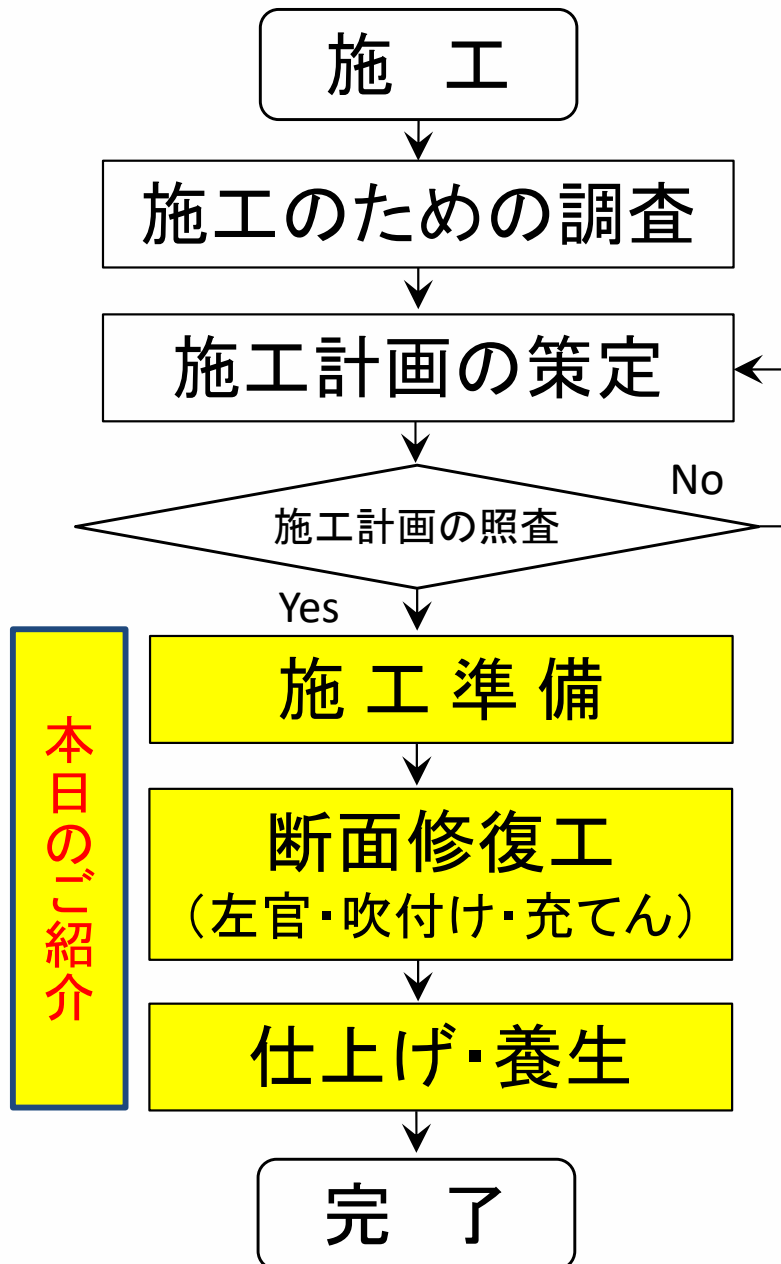 施 工
施工のための調査
施工計画の策定
施工計画の照査
No
Yes
本日のご紹介
施 工 準 備
断面修復工
（左官・吹付け・充てん）
仕上げ・養生
完 了